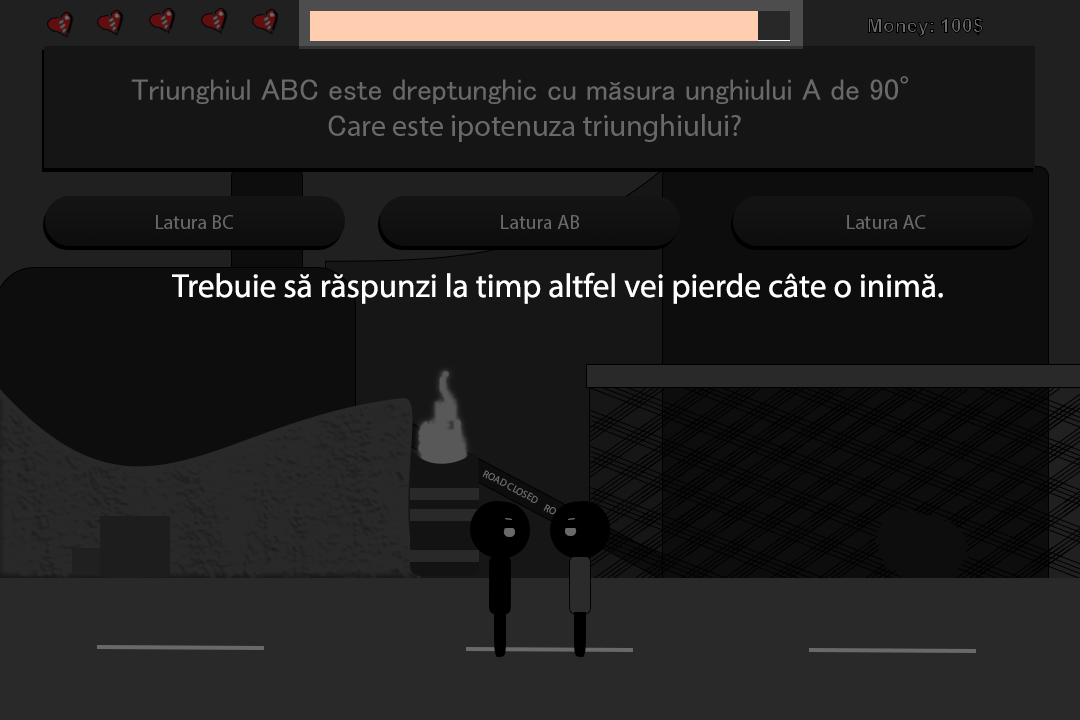 Money: 100$
Triunghiul ABC este dreptunghic cu măsura unghiului A de 90°
Care este ipotenuza triunghiului?
Latura BC
Latura AB
Latura AC
Trebuie să răspunzi la timp altfel vei pierde câte o inimă.
ROAD CLOSED RO